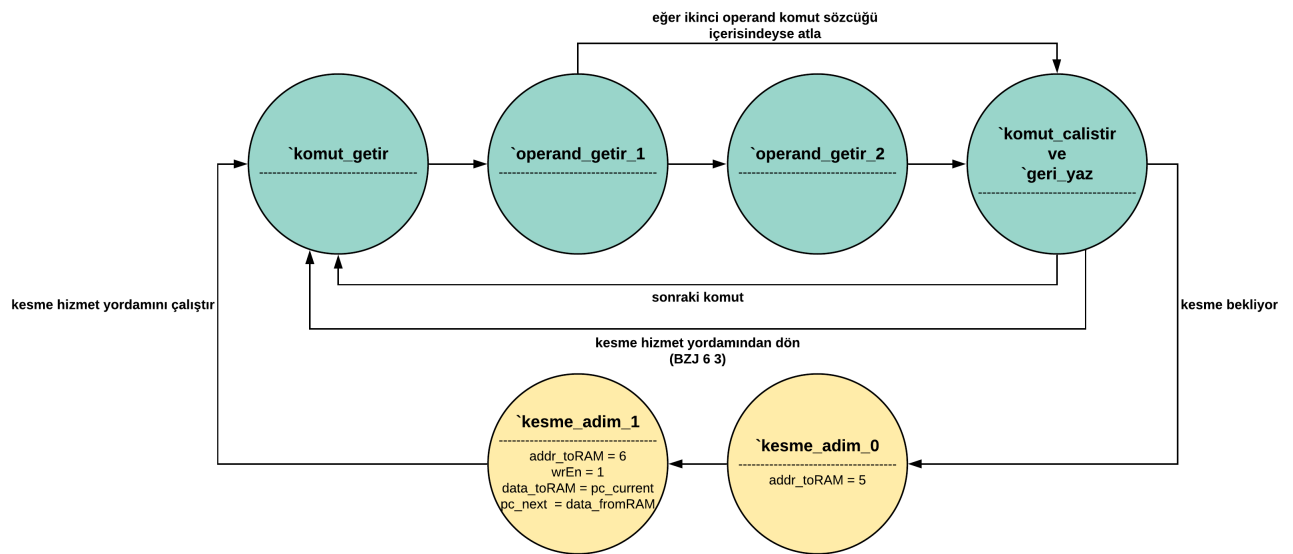 eğer ikinci operand komut sözcüğü
içerisindeyse atla
`komut_getir
`operand_getir_1
`operand_getir_2
`komut_calistir
ve
`geri_yaz
sonraki komut
kesme hizmet yordamını çalıştır
kesme bekliyor
kesme hizmet yordamından dön
(BZJ 6 3)
`kesme_adim_1
addr_toRAM = 6
wrEn = 1
data_toRAM = pc_current
pc_next = data_fromRAM
`kesme_adim_0
addr_toRAM = 5